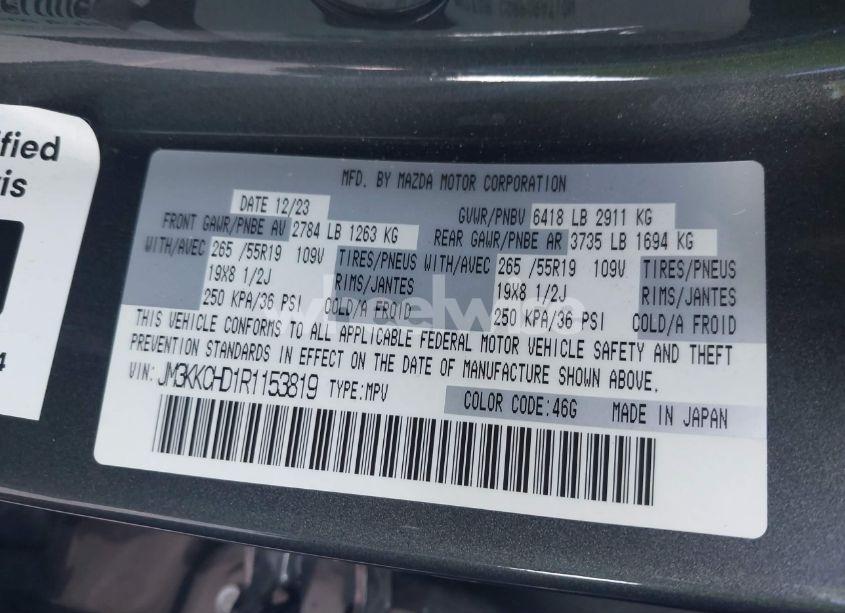 ified
is
4
MFD. BY MAZDA MOTOR CORPORATION
DATE 12/23 GVWR/PNBV 6418 LB 2911 KG
FRONT GAWR/PNBE AV 2784 LB 1263 KG REAR GAWR/PNBE AR 3735 LB 1694 KG
WITH/AVEC 265 /55R19 109V TIRES/PNEUS WITH/AVEC 265 /55R19 109V TIRES/PNEUS
19X8 1/2J RIMS/JANTES 19X8 1/2J RIMS/JANTES
250 KPA/36 PSI COLD/A FROID 250 KPA/36 PSI COLD/A FROID
THIS VEHICLE CONFORMS TO ALL APPLICABLE FEDERAL MOTOR VEHICLE SAFETY AND THEFT
PREVENTION STANDARDS IN EFFECT ON THE DATE OF MANUFACTURE SHOWN ABOVE.
VIN: JM3KKCHD1R1153819 TYPE:MPV
COLOR CODE:46G MADE IN JAPAN